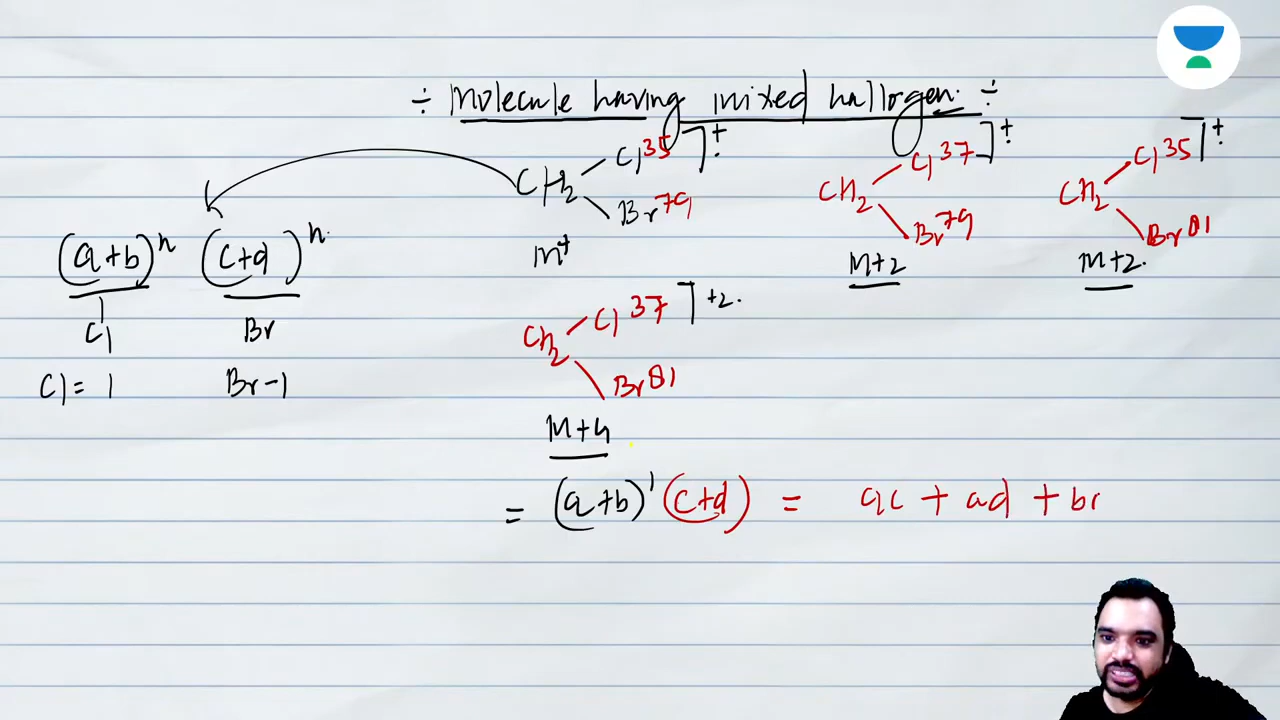 ÷ Molecule having mixed hallogen. ÷
CH2 Cl35 Br79 ]+.
M+
CH2 Cl37 Br79 ]+.
M+2
CH2 Cl35 Br81 ]+.
M+2.
(a+b)n (c+d)n.
Cl Br
Cl = 1 Br-1
CH2 Cl37 Br81 ]+2.
M+4
= (a+b)1 (c+d) = ac + ad + br